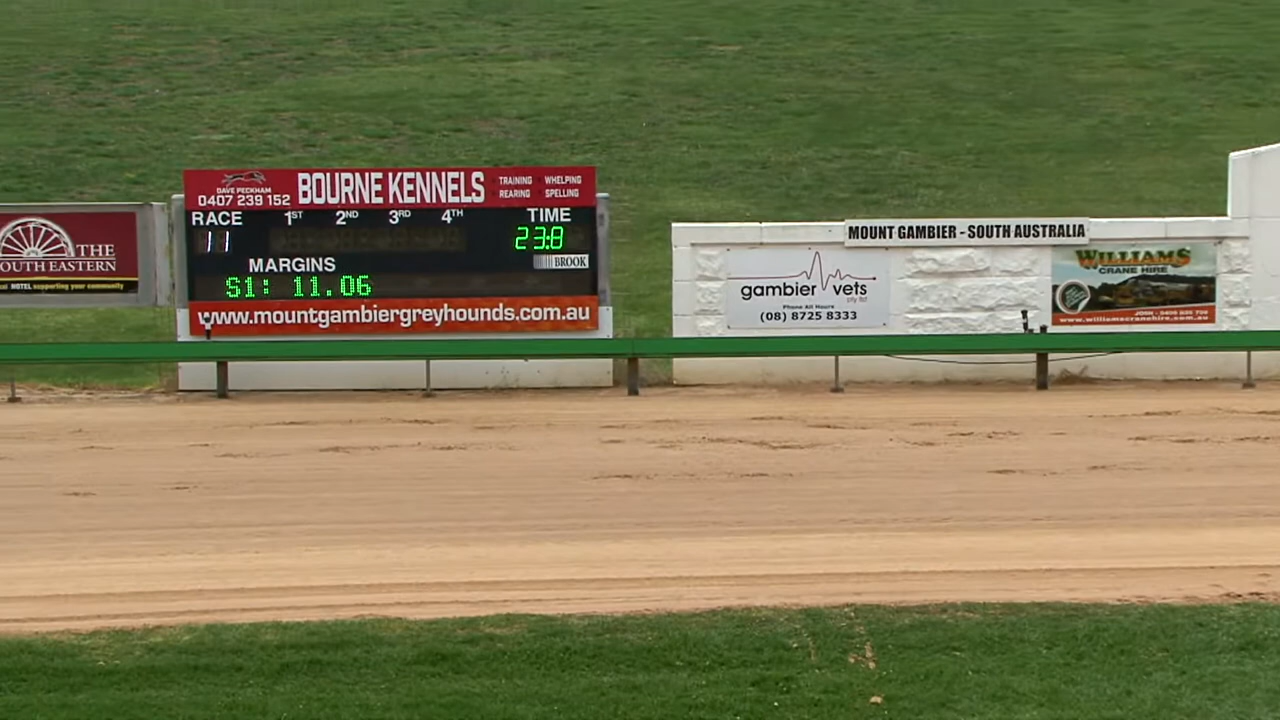 THE
SOUTH EASTERN
HOTEL supporting your community
DAVE PECKHAM
0407 239 152
BOURNE KENNELS
TRAINING WHELPING
REARING SPELLING
RACE 1ST 2ND 3RD 4TH TIME
11 23:8
MARGINS
BROOK
S1: 11.06
www.mountgambiergreyhounds.com.au
MOUNT GAMBIER - SOUTH AUSTRALIA
gambier vets
pty ltd
Phone All Hours
(08) 8725 8333
WILLIAMS
CRANE HIRE
www.williamscranehire.com.au